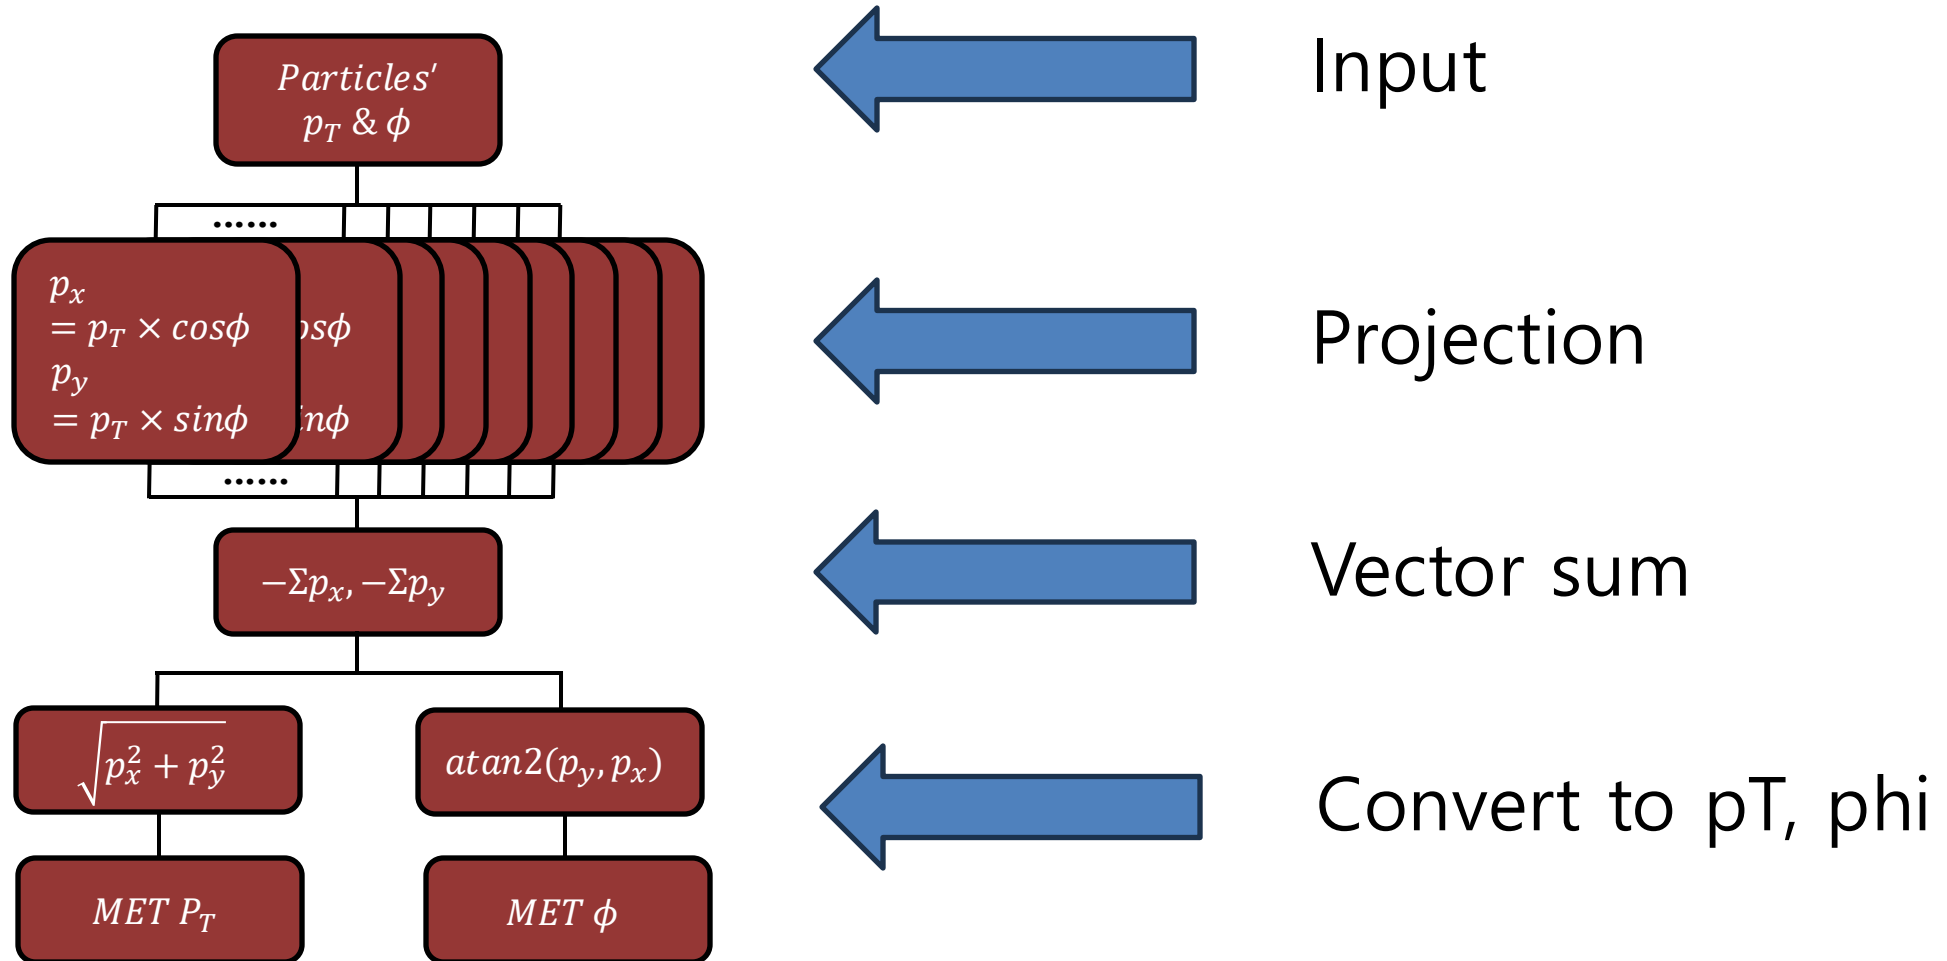 Particles′
p_T & ϕ
Input
......
p_x
= p_T × cosϕ
p_y
= p_T × sinϕ
osϕ
inϕ
Projection
......
−Σp_x, −Σp_y
Vector sum
√(p_x^2 + p_y^2)
atan2(p_y, p_x)
Convert to pT, phi
MET P_T
MET ϕ